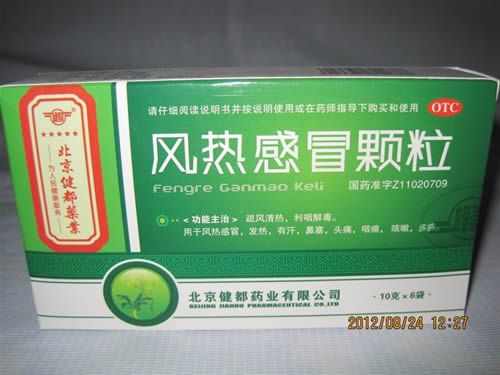 请仔细阅读说明书并按说明使用或在药师指导下购买和使用
OTC
风热感冒颗粒
Fengre Ganmao Keli
国药准字Z11020709
★★★★★
北京健都药业
——为人民健康服务
<功能主治> 疏风清热，利咽解毒。
用于风热感冒，发热，有汗，鼻塞，头痛，咽痛，咳嗽，多痰。
北京健都药业有限公司
BEIJING JIANDU PHARMACEUTICAL CO.,LTD
·10克×6袋·
2012/08/24 12:27